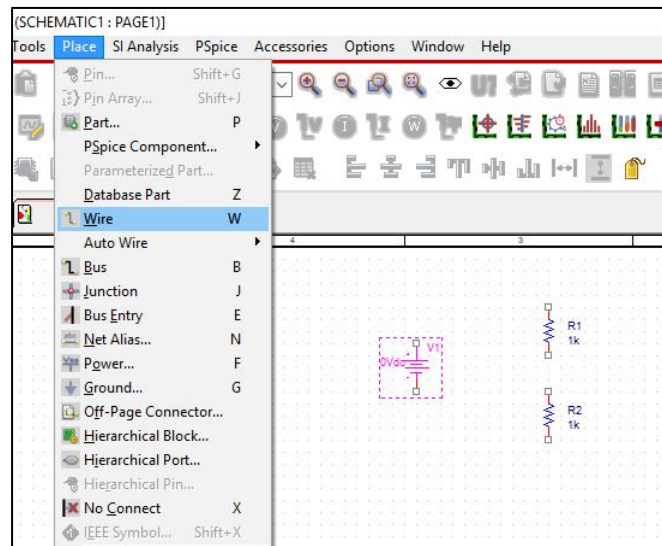 (SCHEMATIC1 : PAGE1)]
Tools Place SI Analysis PSpice Accessories Options Window Help
Pin... Shift+G
Pin Array... Shift+J
Part... P
PSpice Component...
Parameterized Part...
Database Part Z
Wire W
Auto Wire
Bus B
Junction J
Bus Entry E
Net Alias... N
Power... F
Ground... G
Off-Page Connector...
Hierarchical Block...
Hierarchical Port...
Hierarchical Pin...
No Connect X
IEEE Symbol... Shift+X
U?
V V I I W
4 3
V1
0Vdc
R1
1k
R2
1k